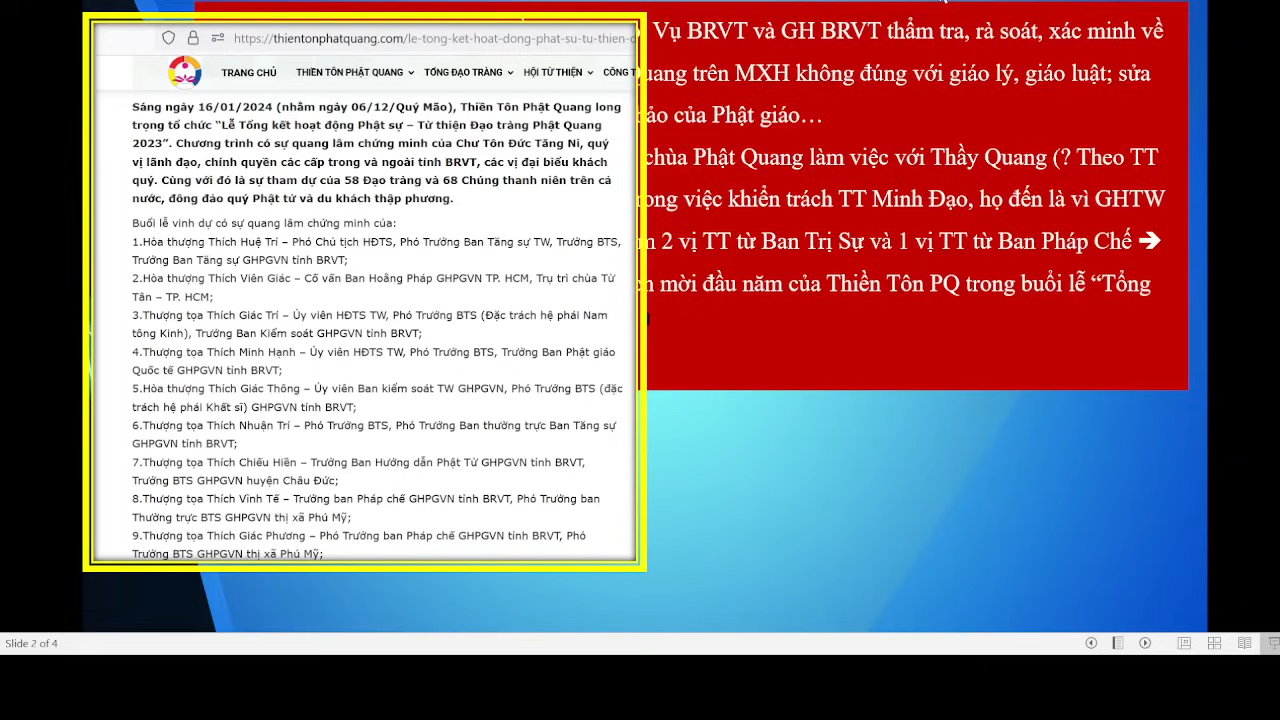 https://thientonphatquang.com/le-tong-ket-hoat-dong-phat-su-tu-thien-d
TRANG CHỦ THIỀN TÔN PHẬT QUANG TỔNG ĐẠO TRÀNG HỘI TỪ THIỆN CÔNG T
Sáng ngày 16/01/2024 (nhằm ngày 06/12/Quý Mão), Thiền Tôn Phật Quang long
trọng tổ chức “Lễ Tổng kết hoạt động Phật sự – Từ thiện Đạo tràng Phật Quang
2023”. Chương trình có sự quang lâm chứng minh của Chư Tôn Đức Tăng Ni, quý
vị lãnh đạo, chính quyền các cấp trong và ngoài tỉnh BRVT, các vị đại biểu khách
quý. Cùng với đó là sự tham dự của 58 Đạo tràng và 68 Chúng thanh niên trên cả
nước, đông đảo quý Phật tử và du khách thập phương.
Buổi lễ vinh dự có sự quang lâm chứng minh của:
1.Hòa thượng Thích Huệ Trí – Phó Chủ tịch HĐTS, Phó Trưởng Ban Tăng sự TW, Trưởng BTS,
Trưởng Ban Tăng sự GHPGVN tỉnh BRVT;
2.Hòa thượng Thích Viên Giác – Cố vấn Ban Hoằng Pháp GHPGVN TP. HCM, Trụ trì chùa Từ
Tân – TP. HCM;
3.Thượng tọa Thích Giác Trí – Ủy viên HĐTS TW, Phó Trưởng BTS (Đặc trách hệ phái Nam
tông Kinh), Trưởng Ban Kiểm soát GHPGVN tỉnh BRVT;
4.Thượng tọa Thích Minh Hạnh – Ủy viên HĐTS TW, Phó Trưởng BTS, Trưởng Ban Phật giáo
Quốc tế GHPGVN tỉnh BRVT;
5.Hòa thượng Thích Giác Thông – Ủy viên Ban kiểm soát TW GHPGVN, Phó Trưởng BTS (đặc
trách hệ phái Khất sĩ) GHPGVN tỉnh BRVT;
6.Thượng tọa Thích Nhuận Trí – Phó Trưởng BTS, Phó Trưởng Ban thường trực Ban Tăng sự
GHPGVN tỉnh BRVT;
7.Thượng tọa Thích Chiếu Hiền – Trưởng Ban Hướng dẫn Phật Tử GHPGVN tỉnh BRVT,
Trưởng BTS GHPGVN huyện Châu Đức;
8.Thượng tọa Thích Vĩnh Tế – Trưởng ban Pháp chế GHPGVN tỉnh BRVT, Phó Trưởng ban
Thường trực BTS GHPGVN thị xã Phú Mỹ;
9.Thượng tọa Thích Giác Phương – Phó Trưởng ban Pháp chế GHPGVN tỉnh BRVT, Phó
Trưởng BTS GHPGVN thị xã Phú Mỹ;
Vụ BRVT và GH BRVT thẩm tra, rà soát, xác minh về
uang trên MXH không đúng với giáo lý, giáo luật; sửa
của Phật giáo…
chùa Phật Quang làm việc với Thầy Quang (? Theo TT
ong việc khiển trách TT Minh Đạo, họ đến là vì GHTW
2 vị TT từ Ban Trị Sự và 1 vị TT từ Ban Pháp Chế ➔
mời đầu năm của Thiền Tôn PQ trong buổi lễ “Tổng
Slide 2 of 4